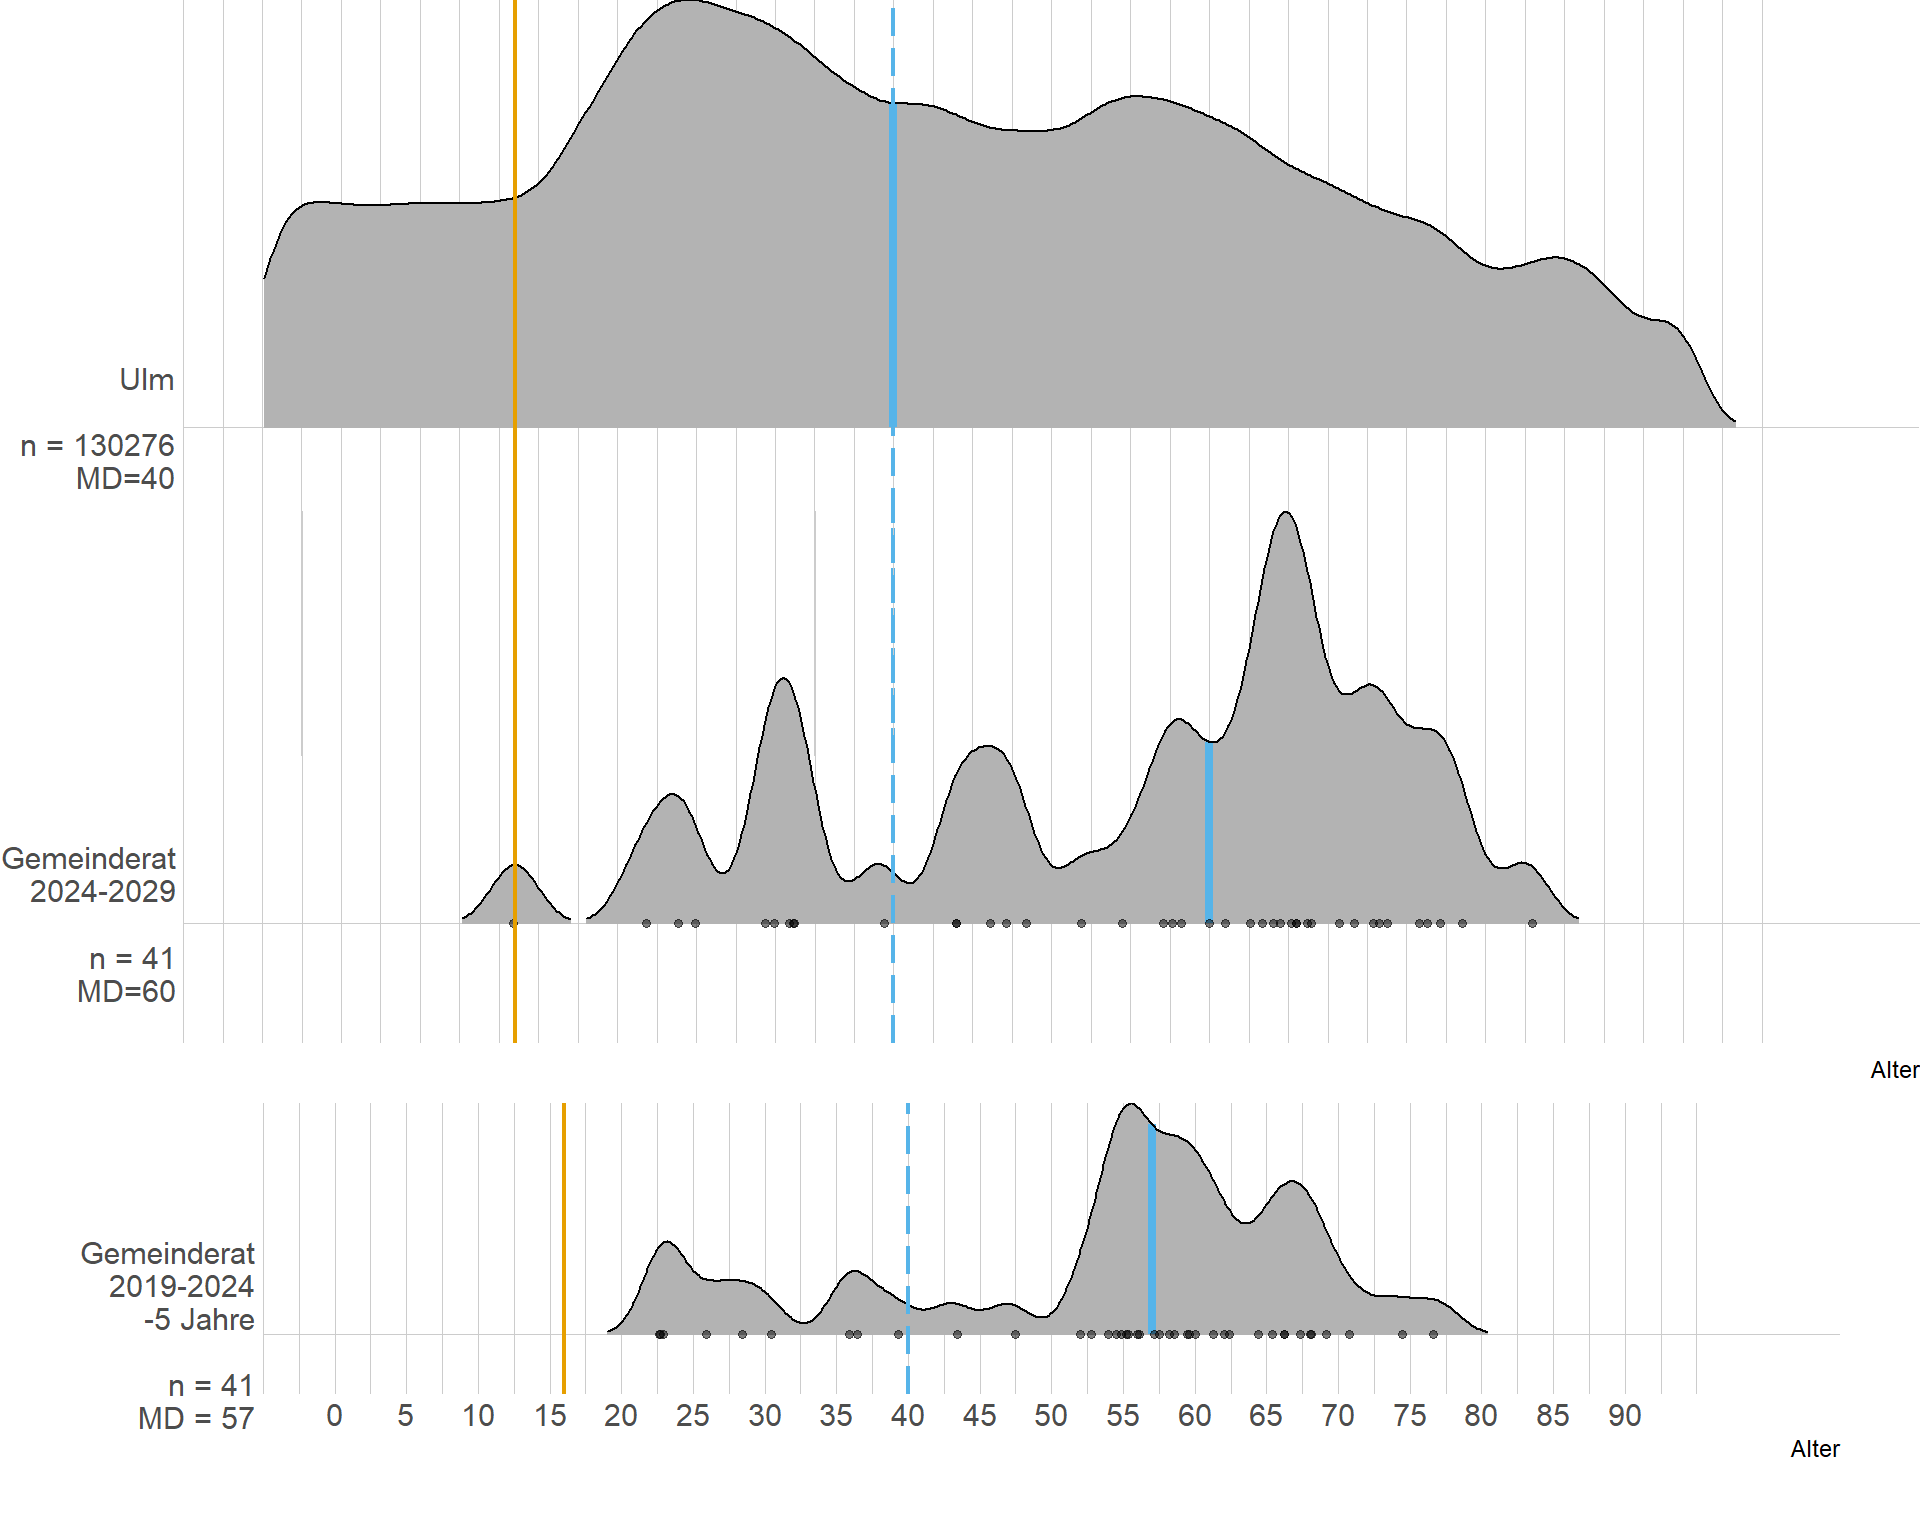 Ulm
n = 130276
MD=40
Gemeinderat
2024-2029
n = 41
MD=60
Alter
Gemeinderat
2019-2024
-5 Jahre
n = 41
MD = 57
0 5 10 15 20 25 30 35 40 45 50 55 60 65 70 75 80 85 90
Alter